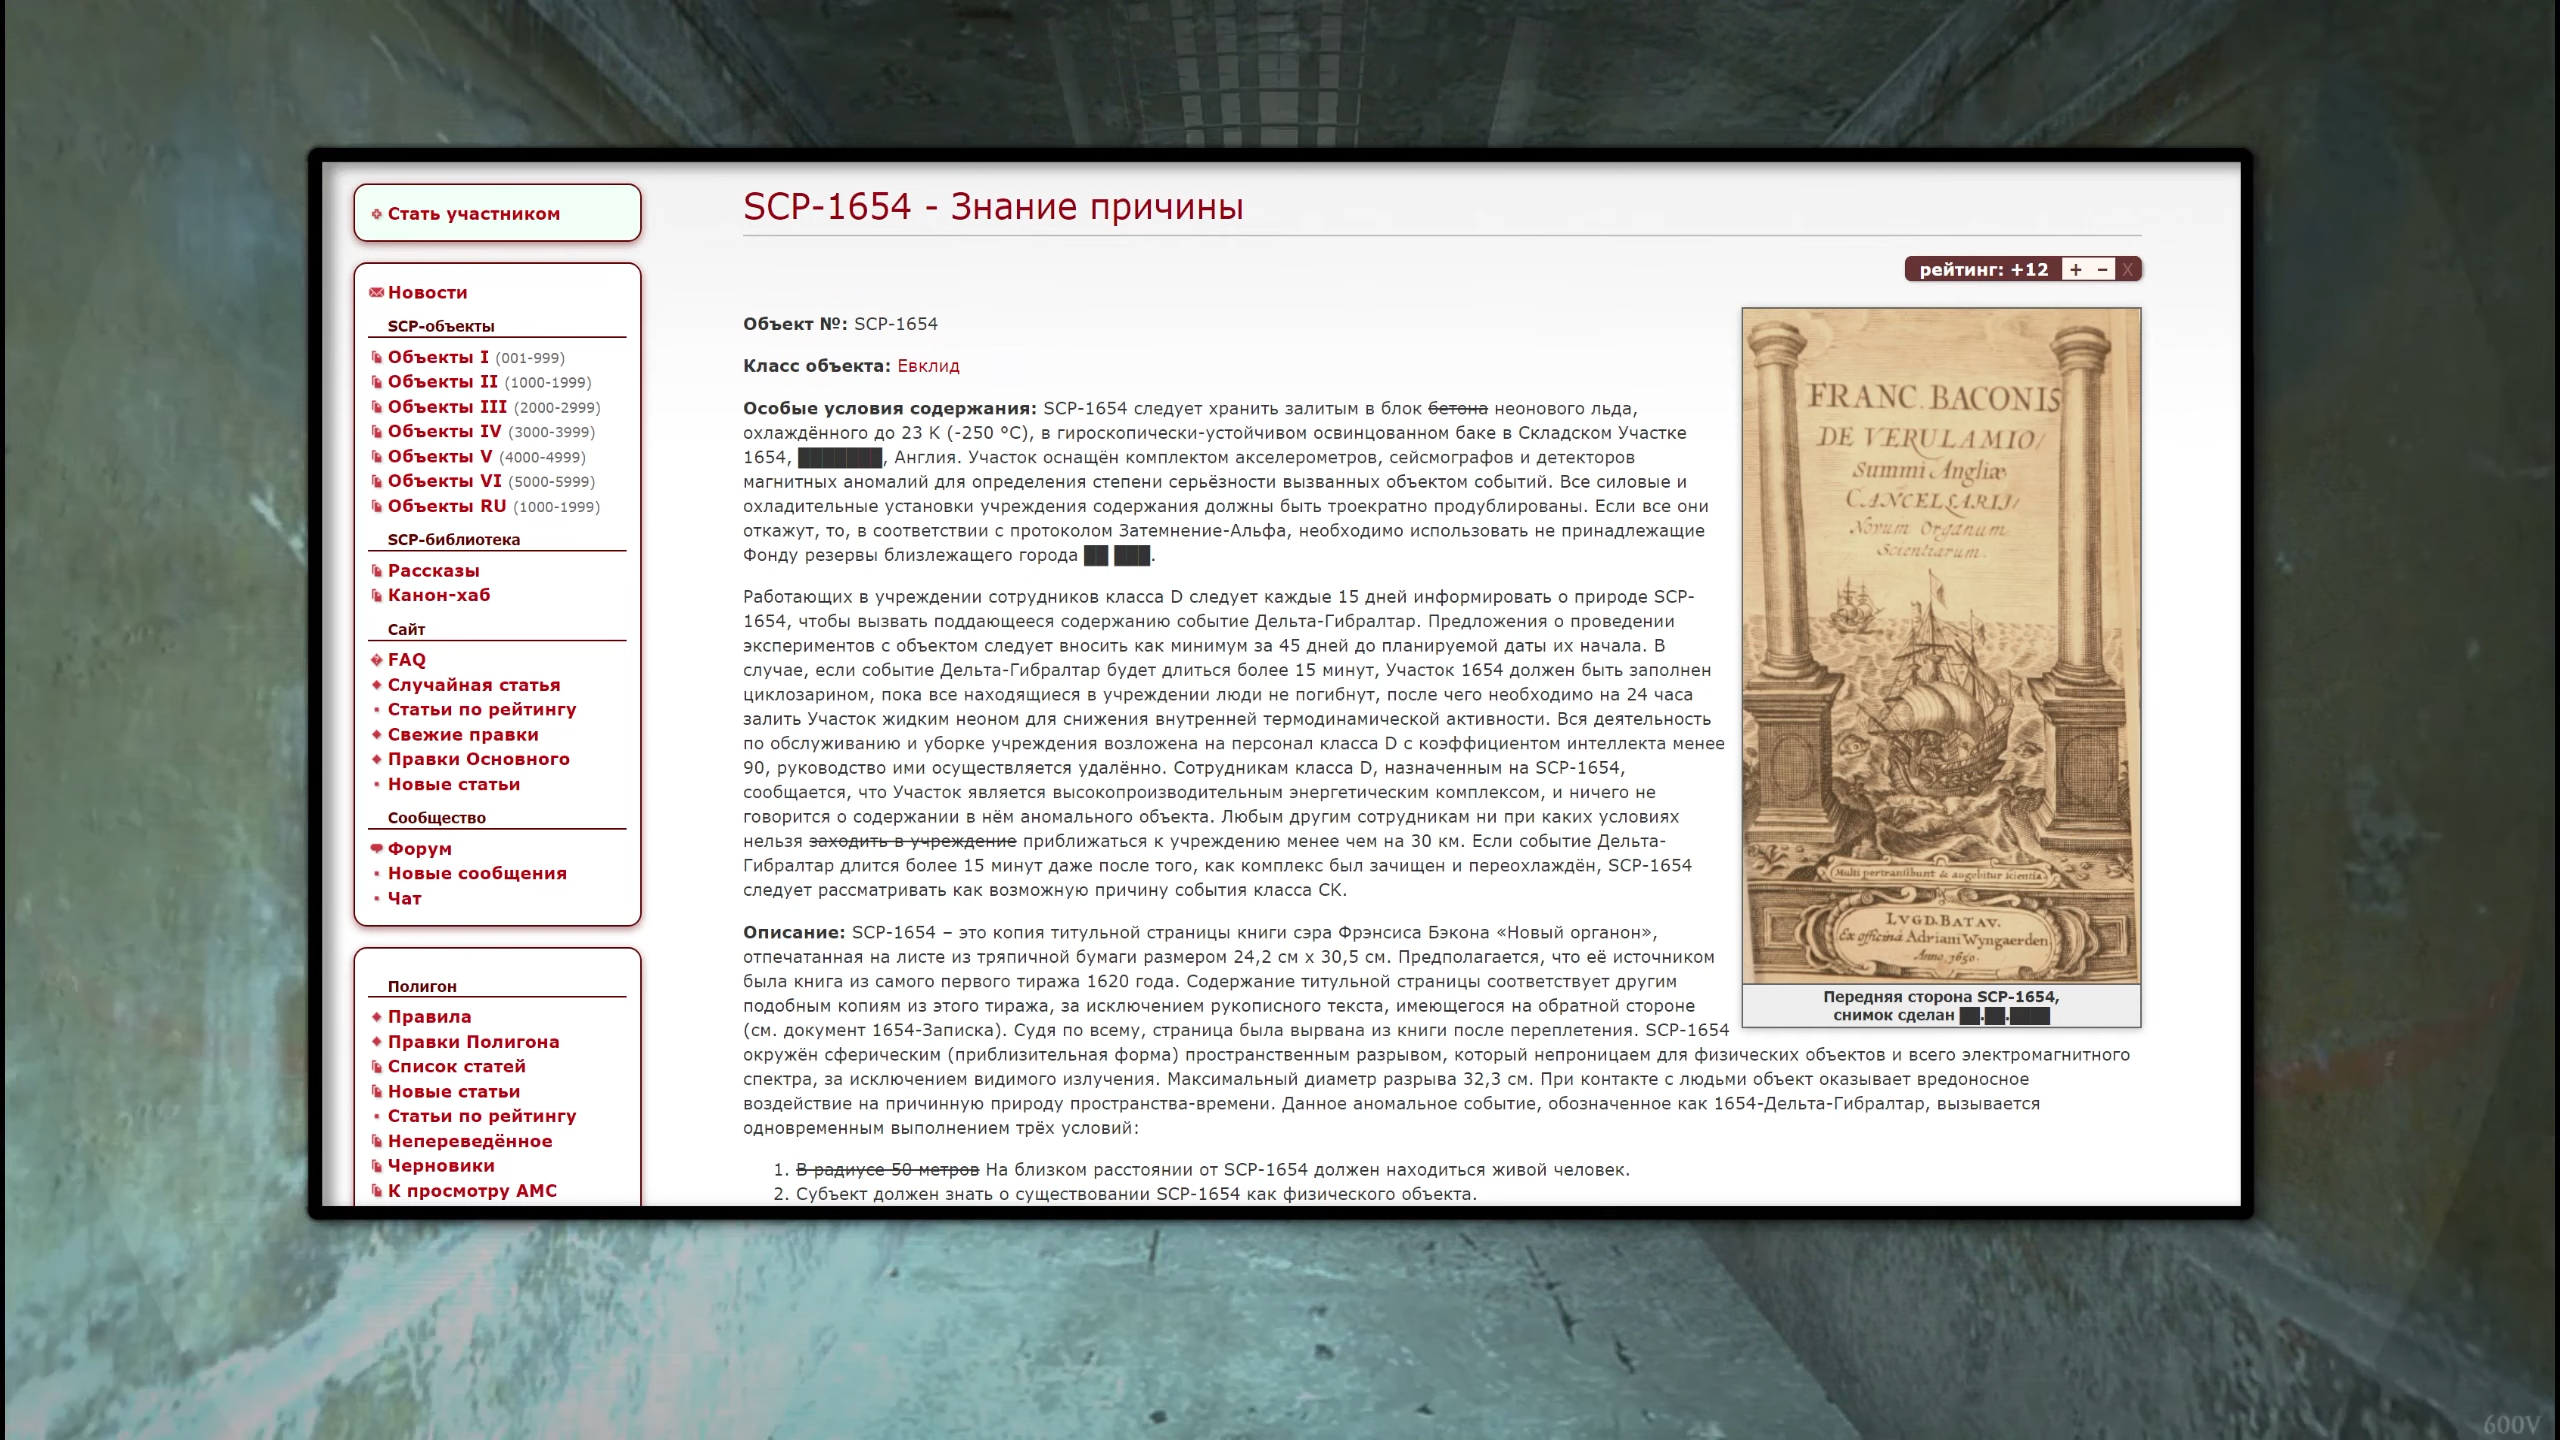 Стать участником
Новости
SCP-объекты
Объекты I (001-999)
Объекты II (1000-1999)
Объекты III (2000-2999)
Объекты IV (3000-3999)
Объекты V (4000-4999)
Объекты VI (5000-5999)
Объекты RU (1000-1999)
SCP-библиотека
Рассказы
Канон-хаб
Сайт
FAQ
Случайная статья
Статьи по рейтингу
Свежие правки
Правки Основного
Новые статьи
Сообщество
Форум
Новые сообщения
Чат
Полигон
Правила
Правки Полигона
Список статей
Новые статьи
Статьи по рейтингу
Непереведённое
Черновики
К просмотру АМС
SCP-1654 - Знание причины
рейтинг: +12 + − X
Объект №: SCP-1654
Класс объекта: Евклид
Особые условия содержания: SCP-1654 следует хранить залитым в блок бетона неонового льда,
охлаждённого до 23 K (-250 °C), в гироскопически-устойчивом освинцованном баке в Складском Участке
1654, ███████, Англия. Участок оснащён комплектом акселерометров, сейсмографов и детекторов
магнитных аномалий для определения степени серьёзности вызванных объектом событий. Все силовые и
охладительные установки учреждения содержания должны быть троекратно продублированы. Если все они
откажут, то, в соответствии с протоколом Затемнение-Альфа, необходимо использовать не принадлежащие
Фонду резервы близлежащего города ██ ███.
Работающих в учреждении сотрудников класса D следует каждые 15 дней информировать о природе SCP-
1654, чтобы вызвать поддающееся содержанию событие Дельта-Гибралтар. Предложения о проведении
экспериментов с объектом следует вносить как минимум за 45 дней до планируемой даты их начала. В
случае, если событие Дельта-Гибралтар будет длиться более 15 минут, Участок 1654 должен быть заполнен
циклозарином, пока все находящиеся в учреждении люди не погибнут, после чего необходимо на 24 часа
залить Участок жидким неоном для снижения внутренней термодинамической активности. Вся деятельность
по обслуживанию и уборке учреждения возложена на персонал класса D с коэффициентом интеллекта менее
90, руководство ими осуществляется удалённо. Сотрудникам класса D, назначенным на SCP-1654,
сообщается, что Участок является высокопроизводительным энергетическим комплексом, и ничего не
говорится о содержании в нём аномального объекта. Любым другим сотрудникам ни при каких условиях
нельзя заходить в учреждение приближаться к учреждению менее чем на 30 км. Если событие Дельта-
Гибралтар длится более 15 минут даже после того, как комплекс был зачищен и переохлаждён, SCP-1654
следует рассматривать как возможную причину события класса СК.
Описание: SCP-1654 – это копия титульной страницы книги сэра Фрэнсиса Бэкона «Новый органон»,
отпечатанная на листе из тряпичной бумаги размером 24,2 см x 30,5 см. Предполагается, что её источником
была книга из самого первого тиража 1620 года. Содержание титульной страницы соответствует другим
подобным копиям из этого тиража, за исключением рукописного текста, имеющегося на обратной стороне
(см. документ 1654-Записка). Судя по всему, страница была вырвана из книги после переплетения. SCP-1654
окружён сферическим (приблизительная форма) пространственным разрывом, который непроницаем для физических объектов и всего электромагнитного
спектра, за исключением видимого излучения. Максимальный диаметр разрыва 32,3 см. При контакте с людьми объект оказывает вредоносное
воздействие на причинную природу пространства-времени. Данное аномальное событие, обозначенное как 1654-Дельта-Гибралтар, вызывается
одновременным выполнением трёх условий:
1. В радиусе 50 метров На близком расстоянии от SCP-1654 должен находиться живой человек.
2. Субъект должен знать о существовании SCP-1654 как физического объекта.
FRANC. BACONIS
DE VERULAMIO/
Summi Angliæ
CANCELSARIJ/
Novum Organum
Scientiarum.
Multi pertransibunt & augebitur scientia.
LVGD. BATAV.
Ex officinâ Adriani Wyngaerden
Anno, 1650.
Передняя сторона SCP-1654,
снимок сделан ██.██.████
600V